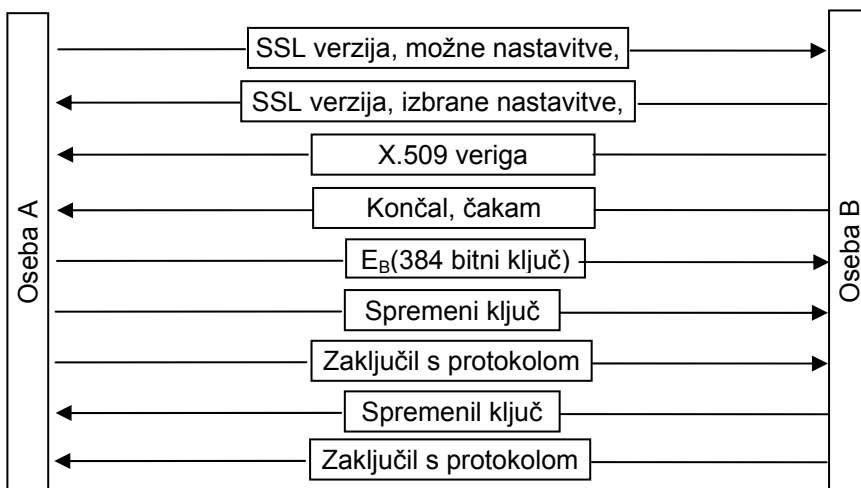 Oseba A
SSL verzija, možne nastavitve,
SSL verzija, izbrane nastavitve,
X.509 veriga
Končal, čakam
EB(384 bitni ključ)
Spremeni ključ
Zaključil s protokolom
Spremenil ključ
Zaključil s protokolom
Oseba B